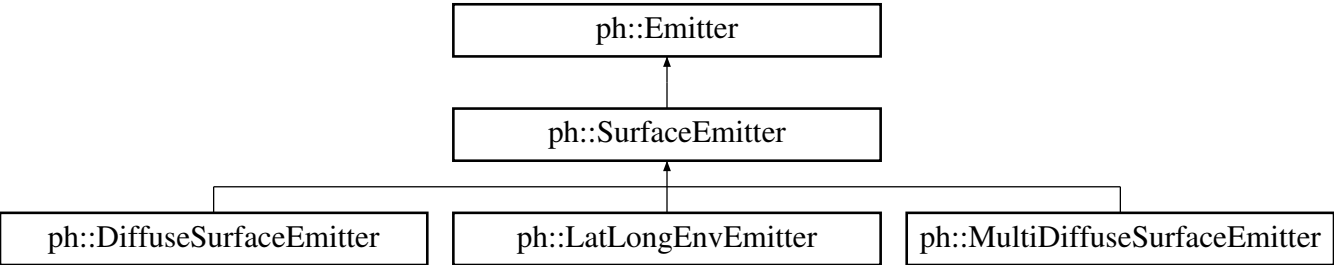 ph::Emitter
ph::SurfaceEmitter
ph::DiffuseSurfaceEmitter
ph::LatLongEnvEmitter
ph::MultiDiffuseSurfaceEmitter